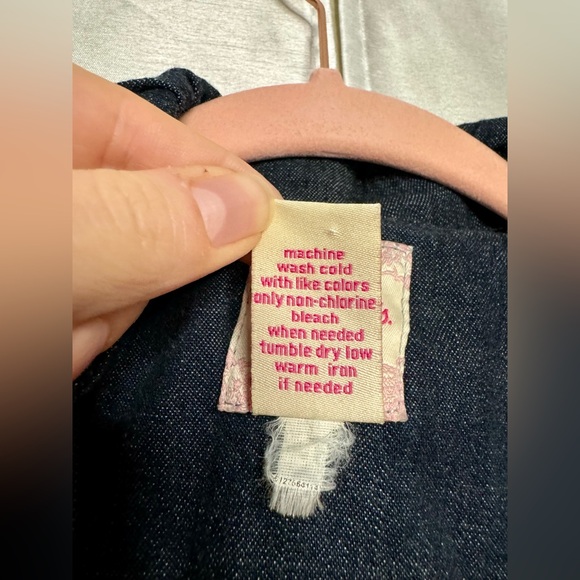 machine
wash cold
with like colors
only non-chlorine
bleach
when needed
tumble dry low
warm iron
if needed